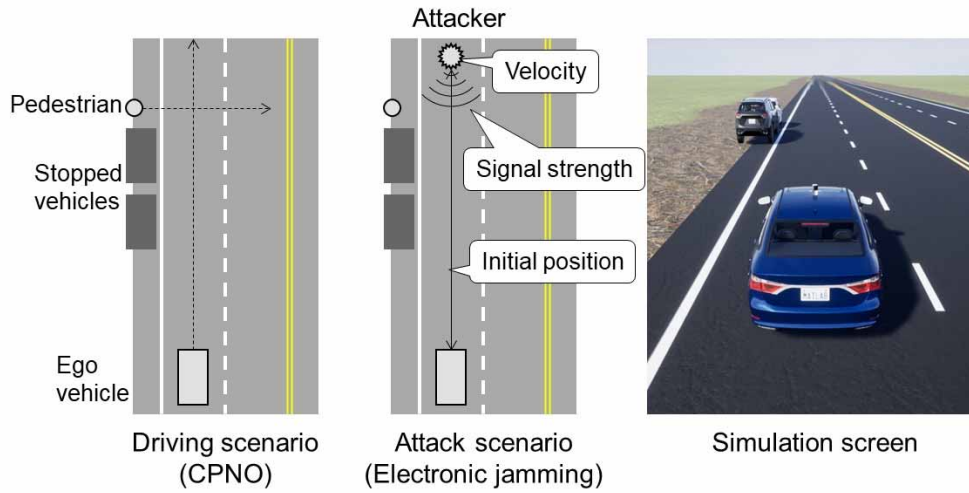 Attacker
Velocity
Pedestrian
Signal strength
Stopped
vehicles
Initial position
Ego
vehicle
MATLAB
Driving scenario
(CPNO)
Attack scenario
(Electronic jamming)
Simulation screen